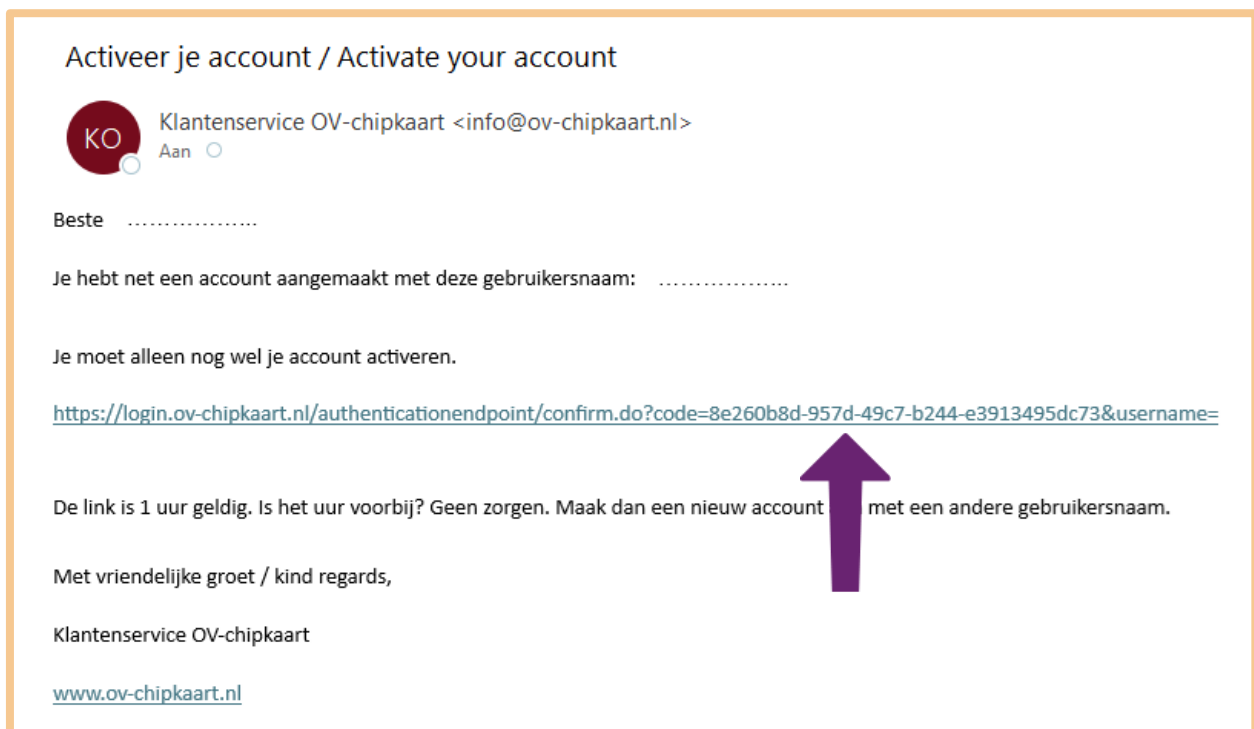 Activeer je account / Activate your account
KO
Klantenservice OV-chipkaart <info@ov-chipkaart.nl>
Aan
Beste ………………..
Je hebt net een account aangemaakt met deze gebruikersnaam: ………………..
Je moet alleen nog wel je account activeren.
https://login.ov-chipkaart.nl/authenticationendpoint/confirm.do?code=8e260b8d-957d-49c7-b244-e3913495dc73&username=
De link is 1 uur geldig. Is het uur voorbij? Geen zorgen. Maak dan een nieuw account met een andere gebruikersnaam.
Met vriendelijke groet / kind regards,
Klantenservice OV-chipkaart
www.ov-chipkaart.nl